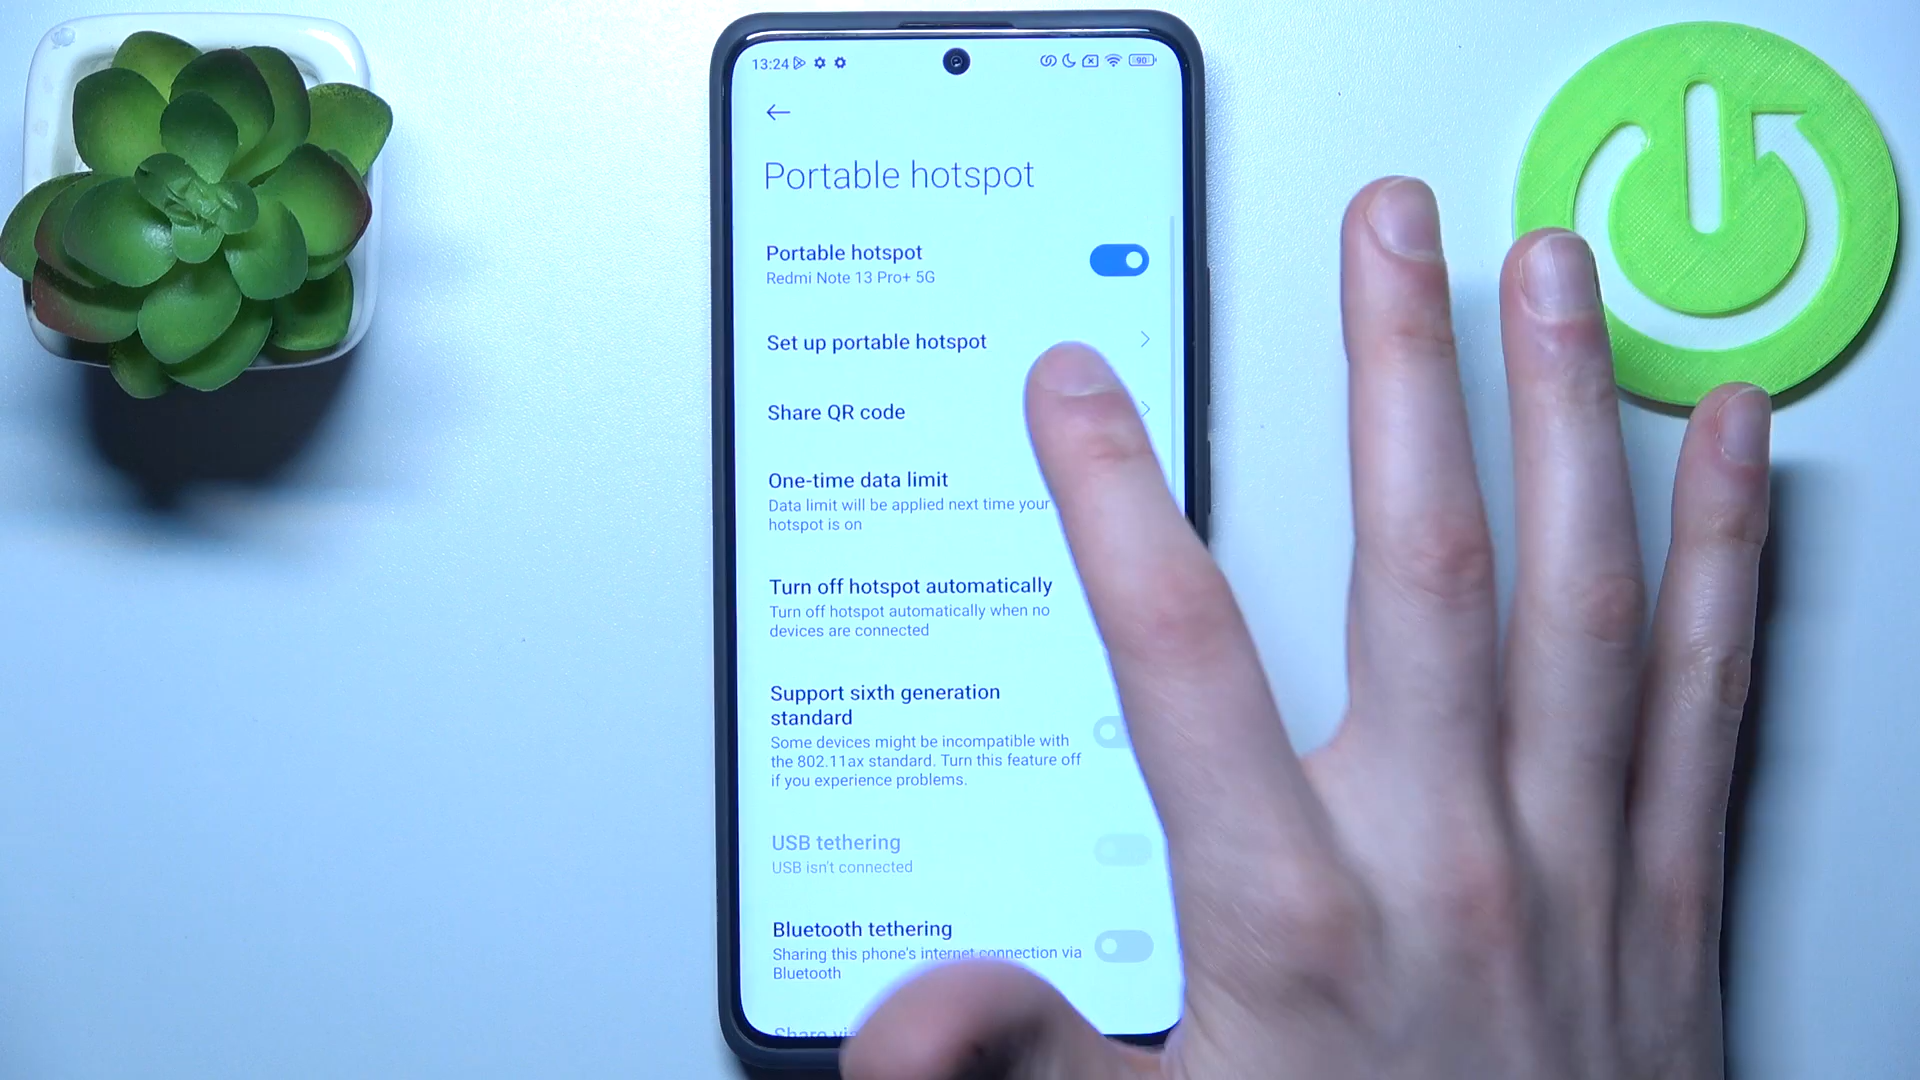 13:24
90
Portable hotspot
Portable hotspot
Redmi Note 13 Pro+ 5G
Set up portable hotspot
Share QR code
One-time data limit
Data limit will be applied next time your
hotspot is on
Turn off hotspot automatically
Turn off hotspot automatically when no
devices are connected
Support sixth generation
standard
Some devices might be incompatible with
the 802.11ax standard. Turn this feature off
if you experience problems.
USB tethering
USB isn't connected
Bluetooth tethering
Sharing this phone's internet connection via
Bluetooth
Share via